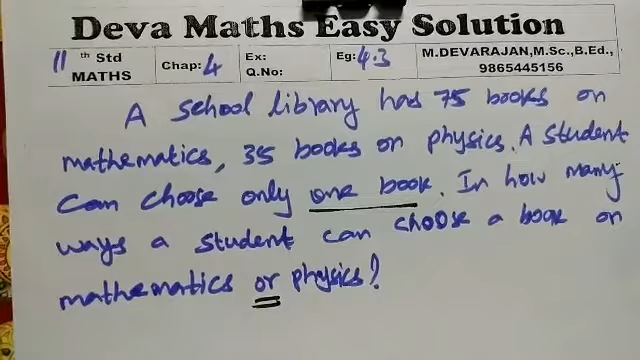 Deva Maths Easy Solution
11th Std MATHS Chap: 4 Ex: Q.No: Eg: 4.3 M.DEVARAJAN,M.Sc.,B.Ed., 9865445156
A School library has 75 books on
mathematics, 35 books on physics. A student
Can choose only one book. In how many
ways a student can choose a book on
mathematics or physics?